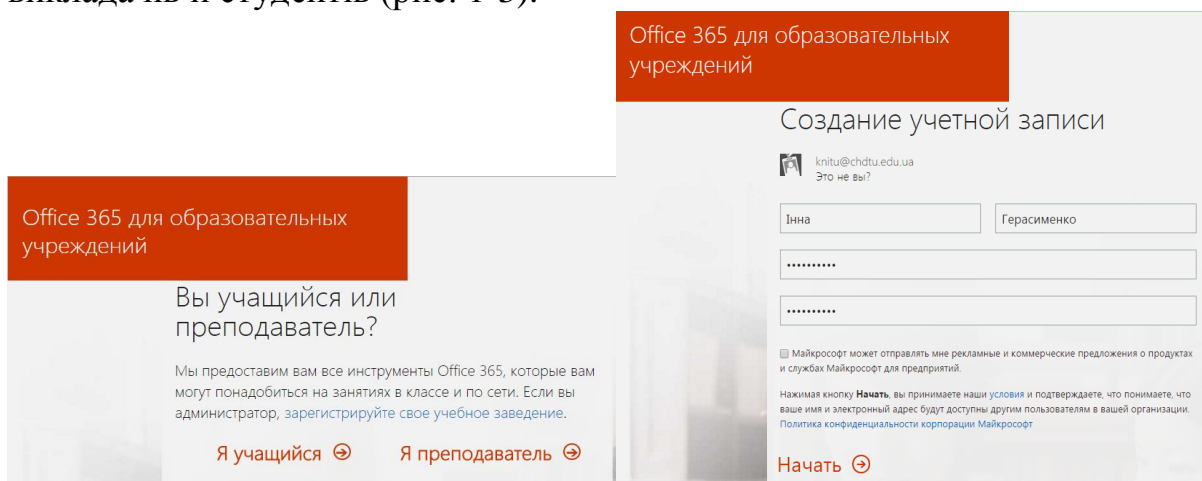 (рис. 1-3).
Office 365 для образовательных
учреждений
Вы учащийся или
преподаватель?
Мы предоставим вам все инструменты Office 365, которые вам
могут понадобиться на занятиях в классе и по сети. Если вы
администратор, зарегистрируйте свое учебное заведение.
Я учащийся
Я преподаватель
Office 365 для образовательных
учреждений
Создание учетной записи
knitu@chdtu.edu.ua
Это не вы?
Інна
Герасименко
••••••••••
••••••••••
Майкрософт может отправлять мне рекламные и коммерческие предложения о продуктах
и службах Майкрософт для предприятий.
Нажимая кнопку Начать, вы принимаете наши условия и подтверждаете, что понимаете, что
ваше имя и электронный адрес будут доступны другим пользователям в вашей организации.
Политика конфиденциальности корпорации Майкрософт
Начать